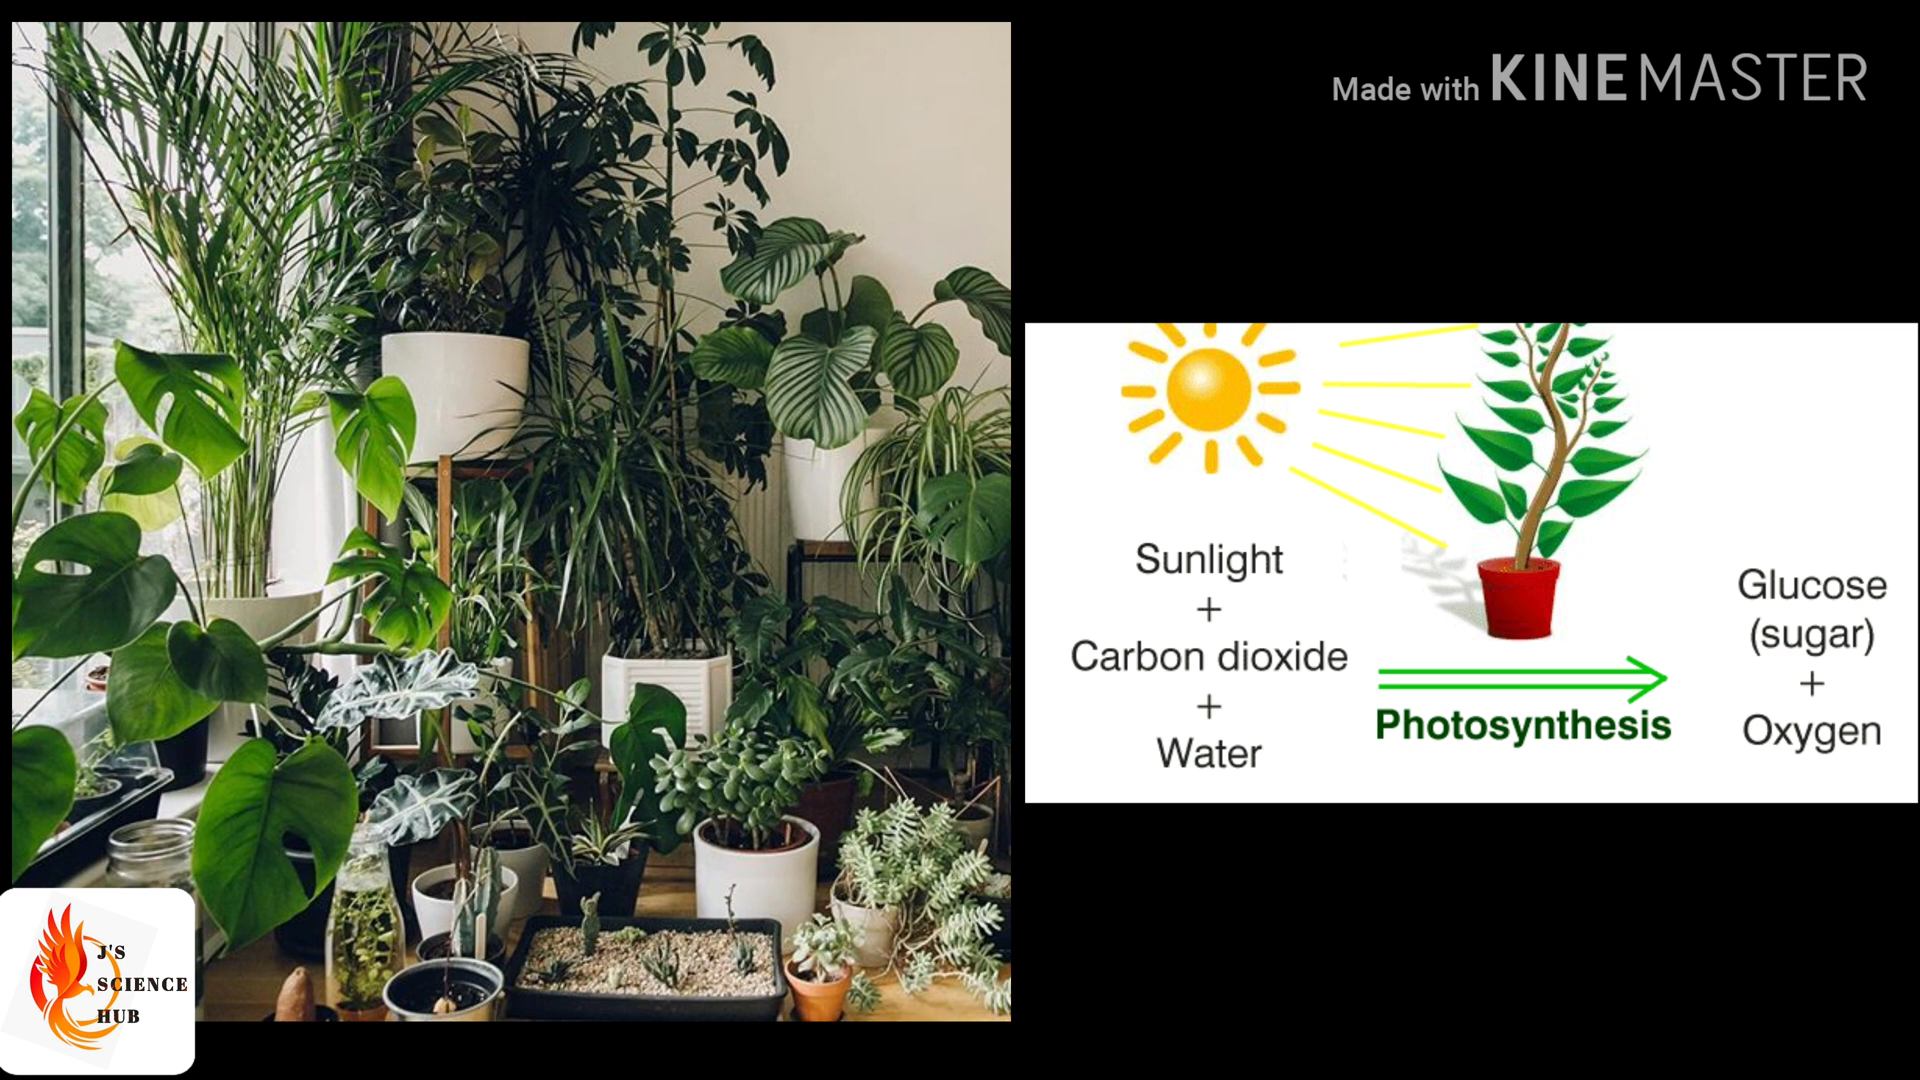 Made with KINEMASTER
Sunlight
+
Carbon dioxide
+
Water
Photosynthesis
Glucose
(sugar)
+
Oxygen
J'S
SCIENCE
HUB